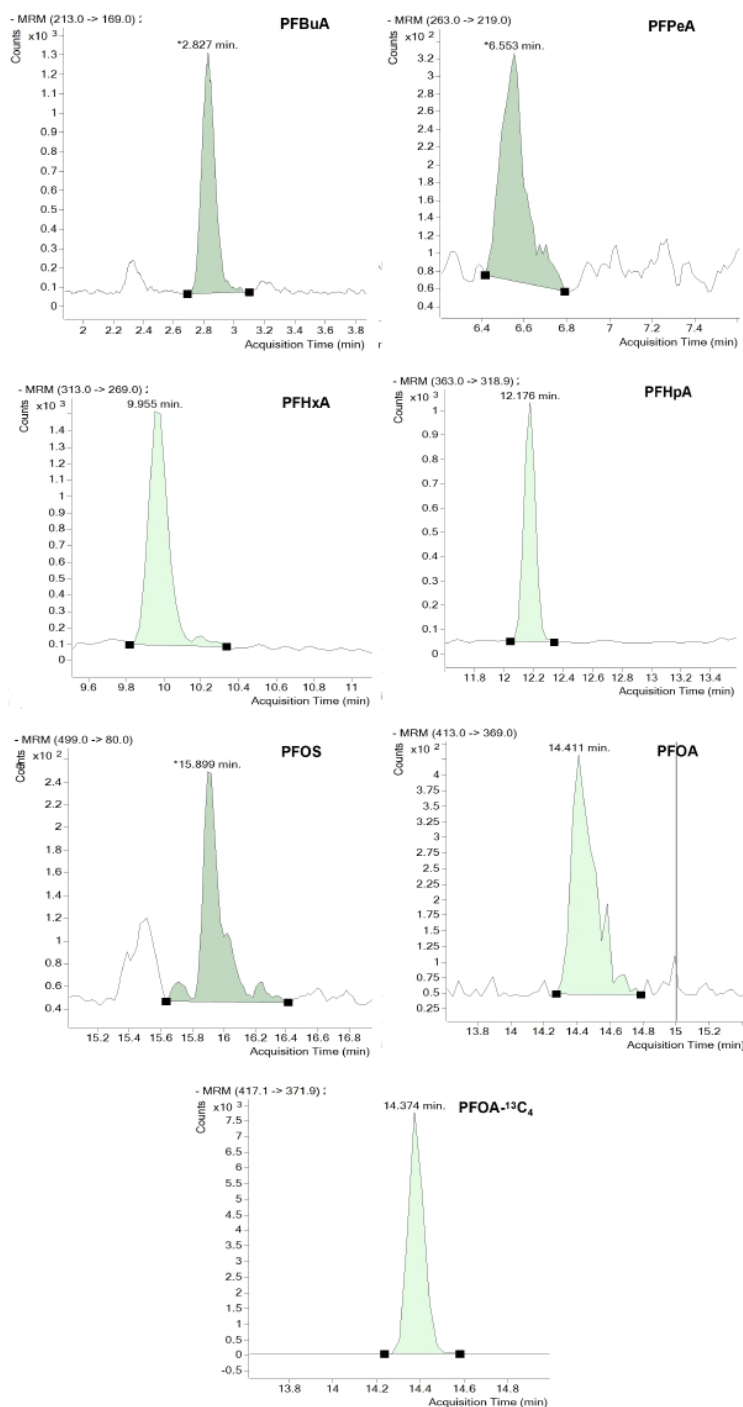 - MRM (213.0 -> 169.0) :
PFBuA
Counts
x10 3
*2.827 min.
1.3
1.2
1.1
1
0.9
0.8
0.7
0.6
0.5
0.4
0.3
0.2
0.1
0
2 2.2 2.4 2.6 2.8 3 3.2 3.4 3.6 3.8
Acquisition Time (min)
- MRM (263.0 -> 219.0)
PFPeA
Counts
x10 2
*6.553 min.
3.2
3
2.8
2.6
2.4
2.2
2
1.8
1.6
1.4
1.2
1
0.8
0.6
0.4
6.4 6.6 6.8 7 7.2 7.4
Acquisition Time (min)
- MRM (313.0 -> 269.0) :
PFHxA
Counts
x10 3
9.955 min.
1.4
1.3
1.2
1.1
1
0.9
0.8
0.7
0.6
0.5
0.4
0.3
0.2
0.1
0
9.6 9.8 10 10.2 10.4 10.6 10.8 11
Acquisition Time (min)
- MRM (363.0 -> 318.9)
PFHpA
Counts
x10 3
12.176 min.
1
0.9
0.8
0.7
0.6
0.5
0.4
0.3
0.2
0.1
0
11.8 12 12.2 12.4 12.6 12.8 13 13.2 13.4
Acquisition Time (min)
- MRM (499.0 -> 80.0)
PFOS
Counts
x10 2
*15.899 min.
2.4
2.2
2
1.8
1.6
1.4
1.2
1
0.8
0.6
0.4
15.2 15.4 15.6 15.8 16 16.2 16.4 16.6 16.8
Acquisition Time (min)
- MRM (413.0 -> 369.0)
PFOA
Counts
x10 2
14.411 min.
4
3.75
3.5
3.25
3
2.75
2.5
2.25
2
1.75
1.5
1.25
1
0.75
0.5
0.25
13.8 14 14.2 14.4 14.6 14.8 15 15.2
Acquisition Time (min)
- MRM (417.1 -> 371.9) :
PFOA-¹³C₄
Counts
x10 3
14.374 min.
7.5
7
6.5
6
5.5
5
4.5
4
3.5
3
2.5
2
1.5
1
0.5
0
-0.5
13.8 14 14.2 14.4 14.6 14.8
Acquisition Time (min)